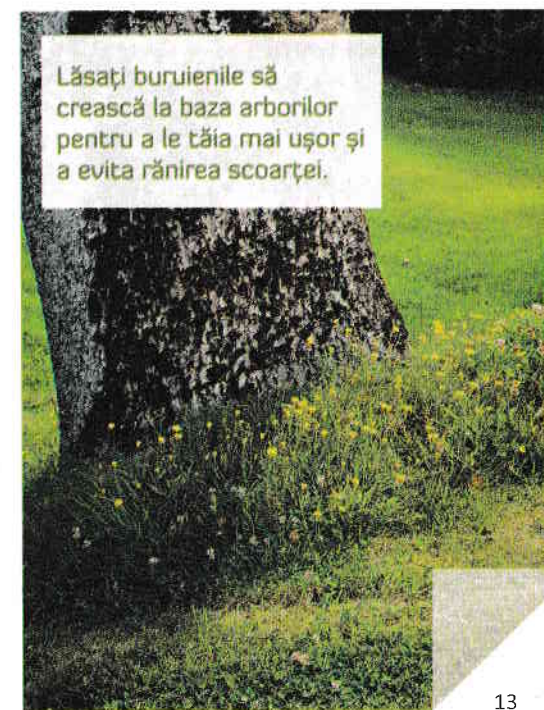 Lăsați buruienile să
crească la baza arborilor
pentru a le tăia mai ușor și
a evita rănirea scoarței.
13